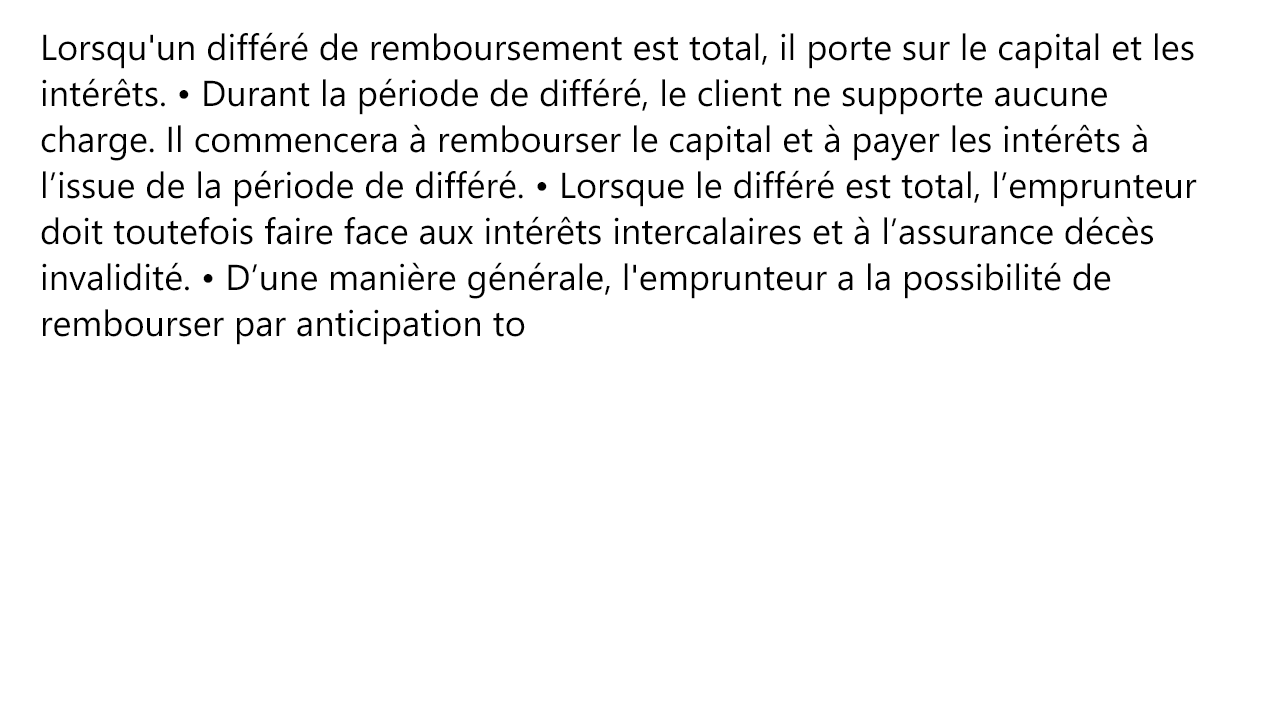 Lorsqu'un différé de remboursement est total, il porte sur le capital et les
intérêts. • Durant la période de différé, le client ne supporte aucune
charge. Il commencera à rembourser le capital et à payer les intérêts à
l’issue de la période de différé. • Lorsque le différé est total, l’emprunteur
doit toutefois faire face aux intérêts intercalaires et à l’assurance décès
invalidité. • D’une manière générale, l'emprunteur a la possibilité de
rembourser par anticipation to